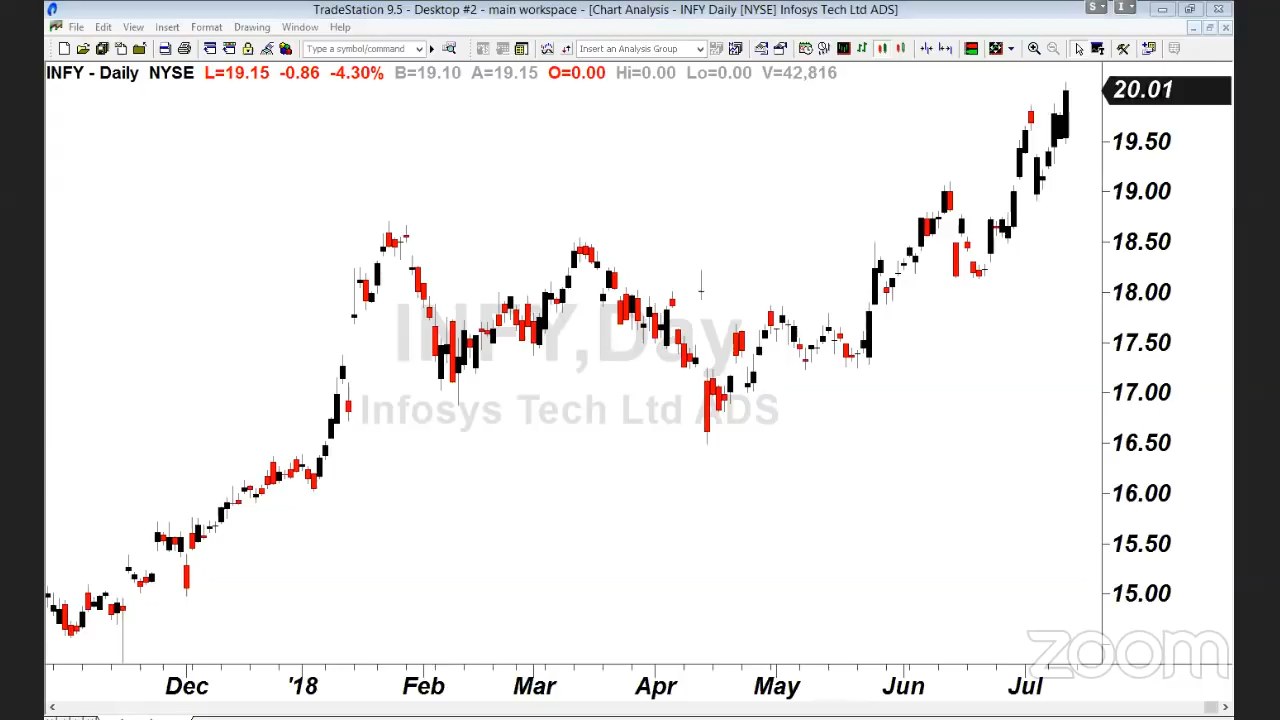 TradeStation 9.5 - Desktop #2 - main workspace - [Chart Analysis - INFY Daily [NYSE] Infosys Tech Ltd ADS]
S I
File Edit View Insert Format Drawing Window Help
Type a symbol/command Insert an Analysis Group
INFY - Daily NYSE L=19.15 -0.86 -4.30% B=19.10 A=19.15 O=0.00 Hi=0.00 Lo=0.00 V=42,816
20.01
19.50
19.00
18.50
18.00
17.50
17.00
16.50
16.00
15.50
15.00
INFY,Day
Infosys Tech Ltd ADS
zoom
Dec '18 Feb Mar Apr May Jun Jul